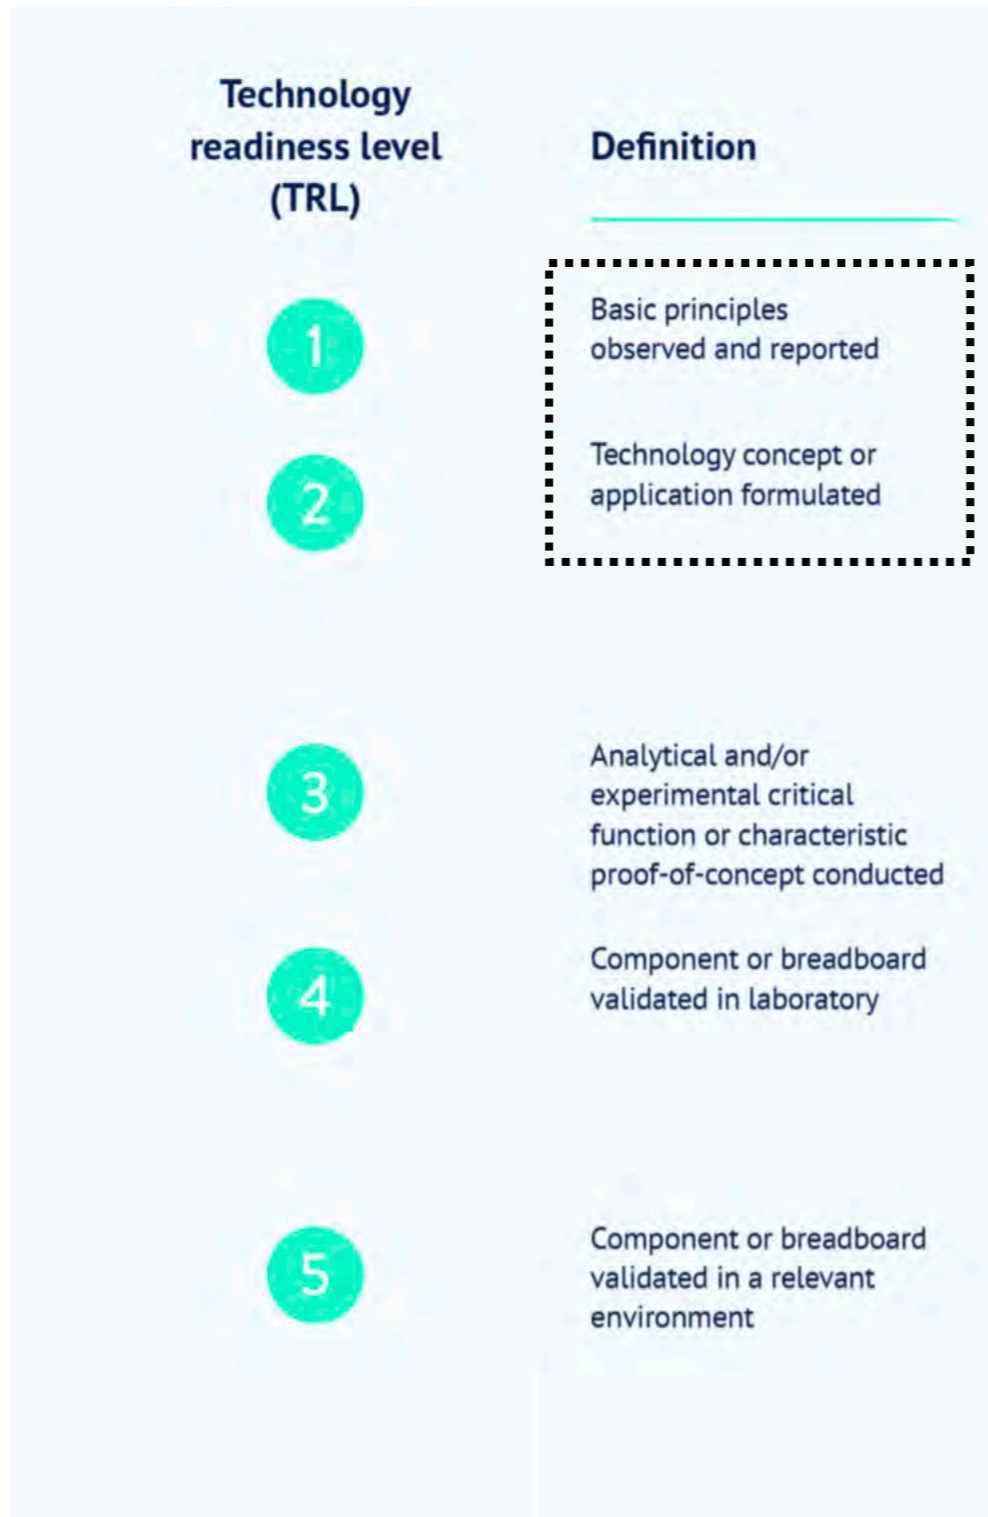 Technology
readiness level
(TRL)
Definition
1
Basic principles
observed and reported
2
Technology concept or
application formulated
3
Analytical and/or
experimental critical
function or characteristic
proof-of-concept conducted
4
Component or breadboard
validated in laboratory
5
Component or breadboard
validated in a relevant
environment